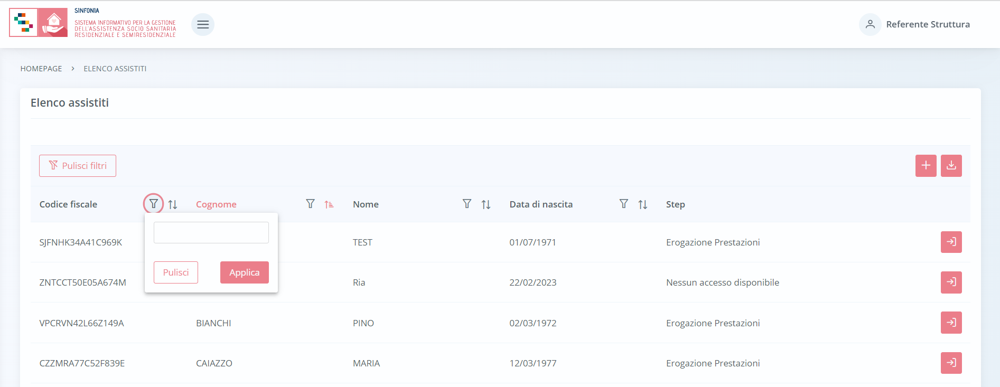 SINFONIA
SISTEMA INFORMATIVO PER LA GESTIONE
DELL'ASSISTENZA SOCIO SANITARIA
RESIDENZIALE E SEMIRESIDENZIALE
Referente Struttura
HOMEPAGE > ELENCO ASSISTITI
Elenco assistiti
Pulisci filtri
Codice fiscale Cognome Nome Data di nascita Step
SJFNHK34A41C969K TEST 01/07/1971 Erogazione Prestazioni
Pulisci Applica
ZNTCCT50E05A674M Ria 22/02/2023 Nessun accesso disponibile
VPCRVN42L66Z149A BIANCHI PINO 02/03/1972 Erogazione Prestazioni
CZZMRA77C52F839E CAIAZZO MARIA 12/03/1977 Erogazione Prestazioni